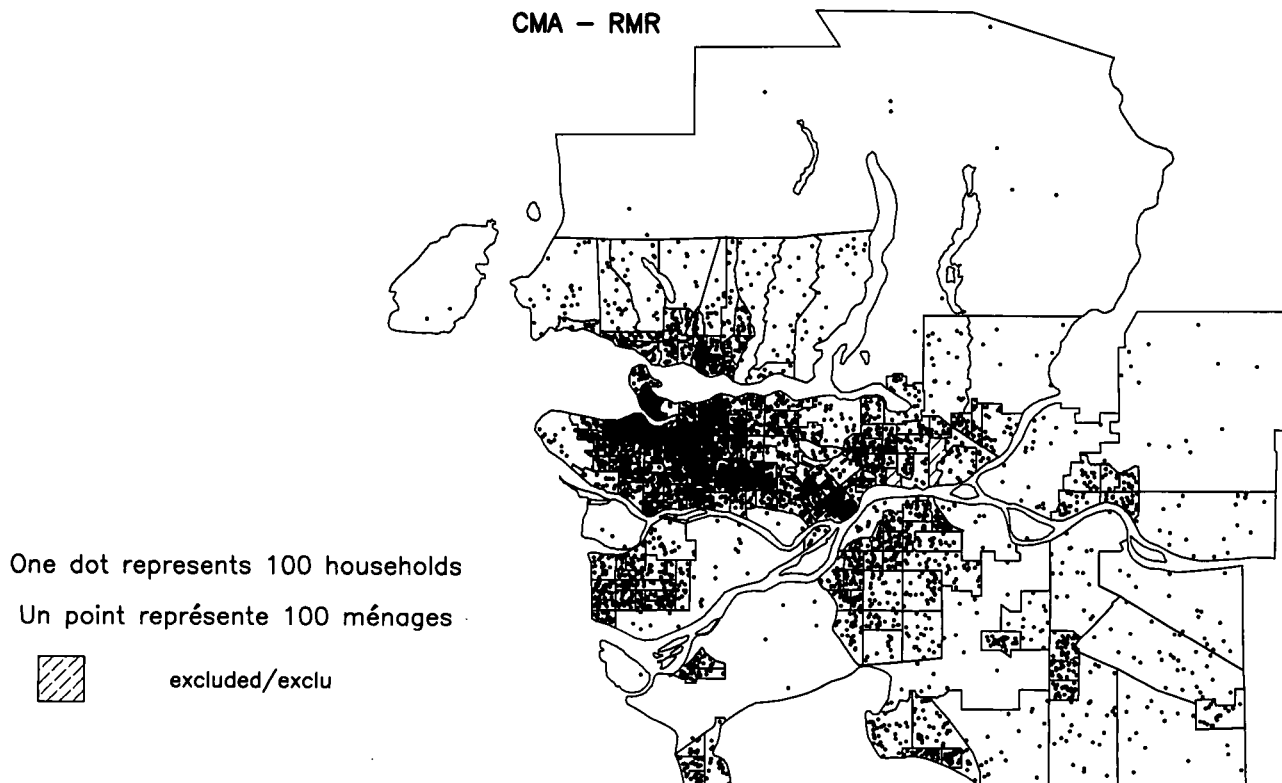 CMA – RMR
One dot represents 100 households
Un point représente 100 ménages
excluded/exclu